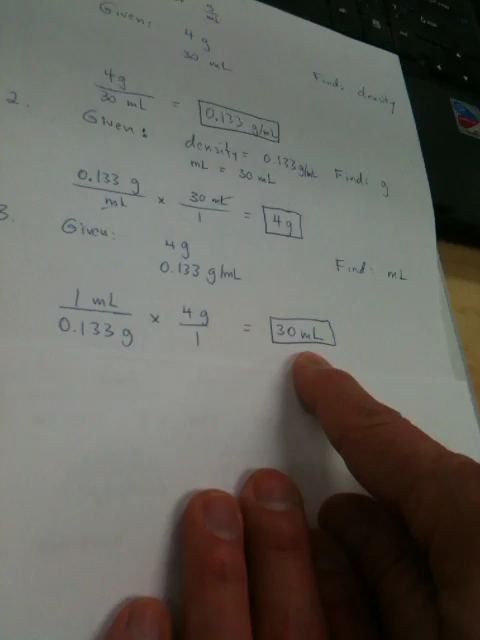 Given:
4 g
30 mL
Find: density
4g / 30 mL = 0.133 g/mL
2.
Given:
density = 0.133 g/mL
mL = 30 mL
Find: g
0.133 g / mL × 30 mL / 1 = 4g
3.
Given:
4g
0.133 g/mL
Find: mL
1 mL / 0.133 g × 4g / 1 = 30 mL